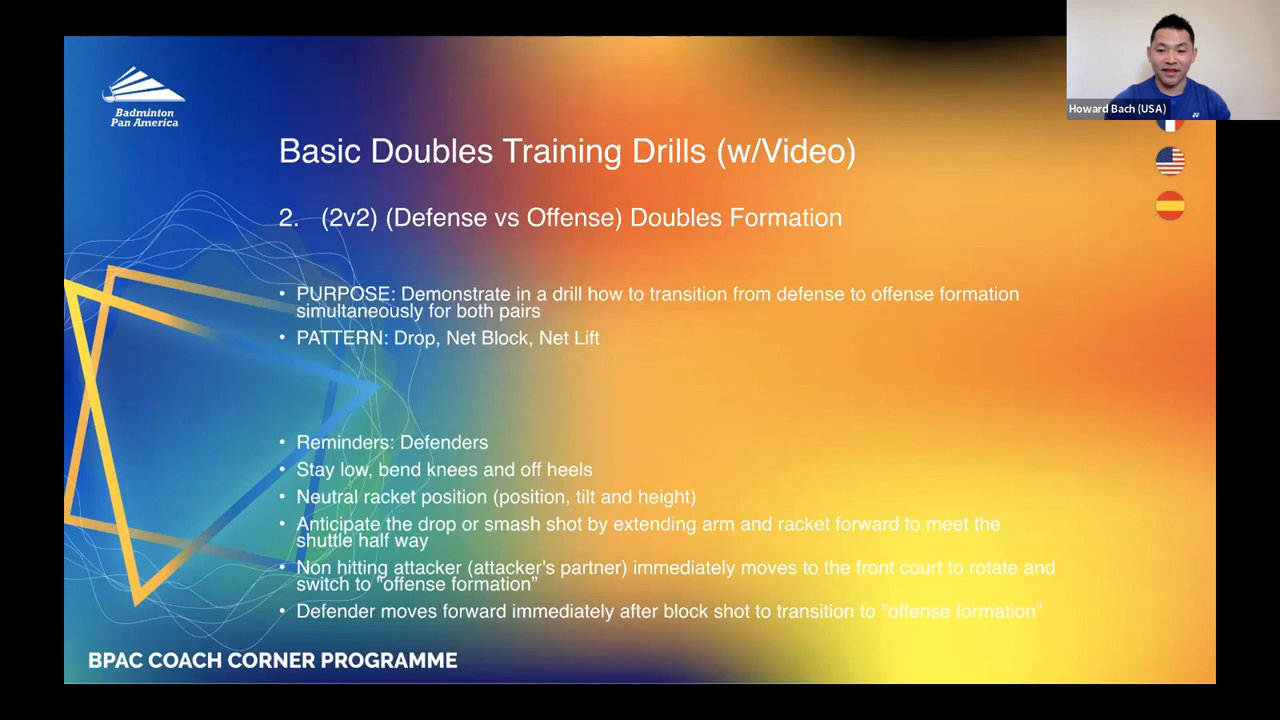 Howard Bach (USA)
Badminton
Pan America
Basic Doubles Training Drills (w/Video)
2. (2v2) (Defense vs Offense) Doubles Formation
• PURPOSE: Demonstrate in a drill how to transition from defense to offense formation
simultaneously for both pairs
• PATTERN: Drop, Net Block, Net Lift
• Reminders: Defenders
• Stay low, bend knees and off heels
• Neutral racket position (position, tilt and height)
• Anticipate the drop or smash shot by extending arm and racket forward to meet the
shuttle half way
• Non hitting attacker (attacker's partner) immediately moves to the front court to rotate and
switch to "offense formation”
• Defender moves forward immediately after block shot to transition to "offense formation"
BPAC COACH CORNER PROGRAMME